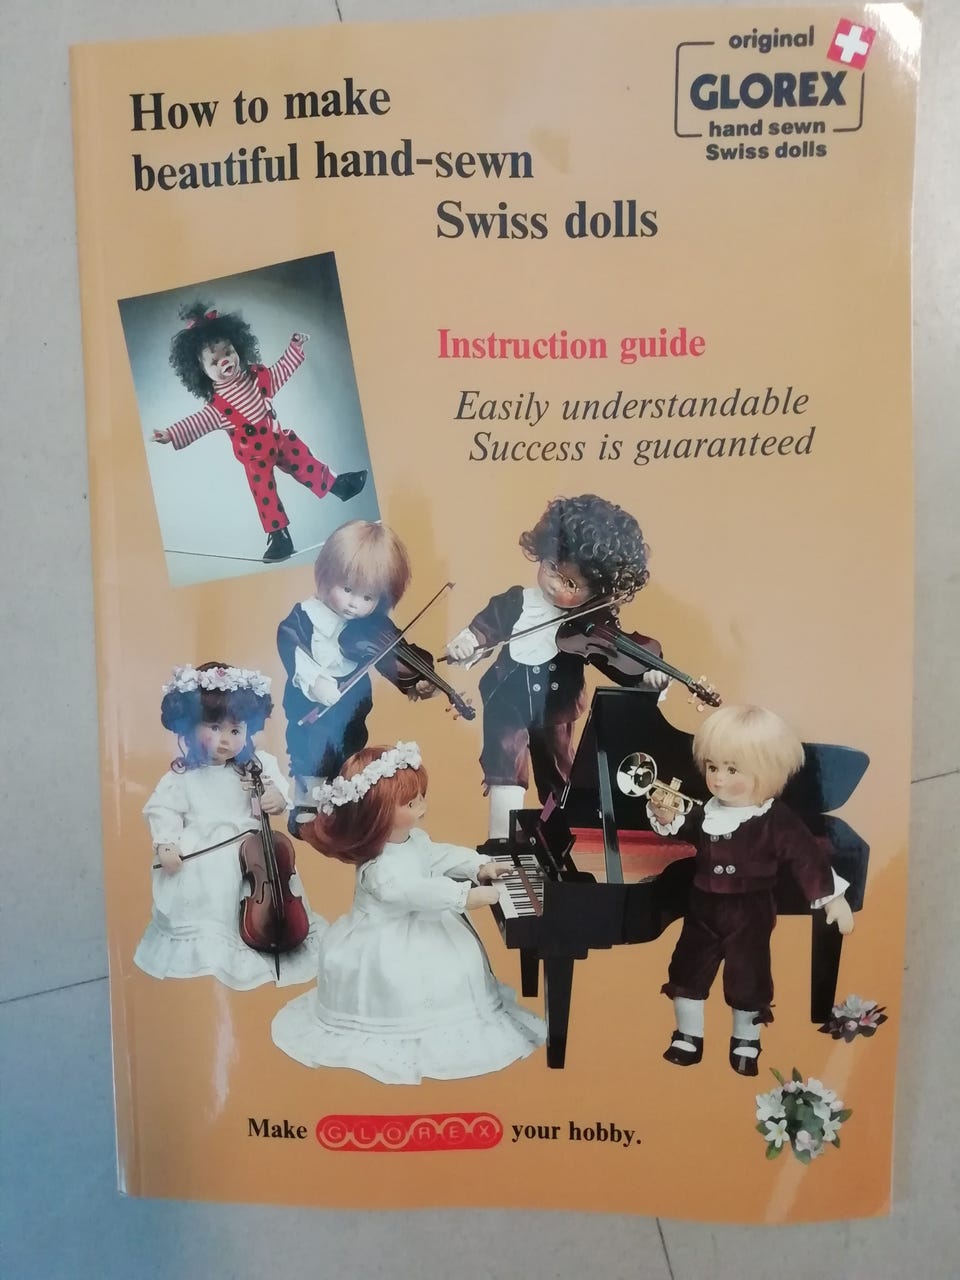 How to make
beautiful hand-sewn
Swiss dolls
original
GLOREX
hand sewn
Swiss dolls
Instruction guide
Easily understandable
Success is guaranteed
Make GLOREX your hobby.